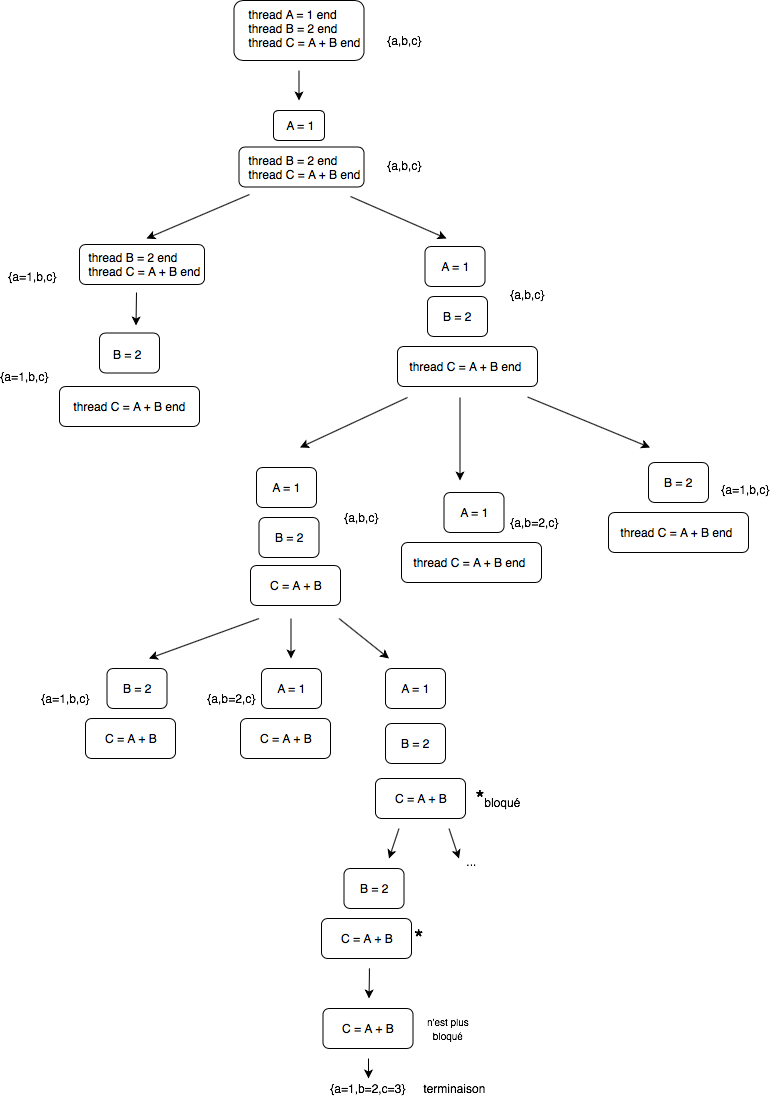 thread A = 1 end
thread B = 2 end
thread C = A + B end
{a,b,c}
A = 1
thread B = 2 end
thread C = A + B end
{a,b,c}
thread B = 2 end
thread C = A + B end
{a=1,b,c}
A = 1
{a,b,c}
B = 2
thread C = A + B end
B = 2
{a=1,b,c}
thread C = A + B end
A = 1
{a,b,c}
B = 2
C = A + B
A = 1
{a,b=2,c}
thread C = A + B end
B = 2
{a=1,b,c}
thread C = A + B end
{a=1,b,c}
B = 2
C = A + B
{a,b=2,c}
A = 1
C = A + B
A = 1
B = 2
C = A + B
*bloqué
...
B = 2
C = A + B
*
C = A + B
n'est plus
bloqué
{a=1,b=2,c=3} terminaison